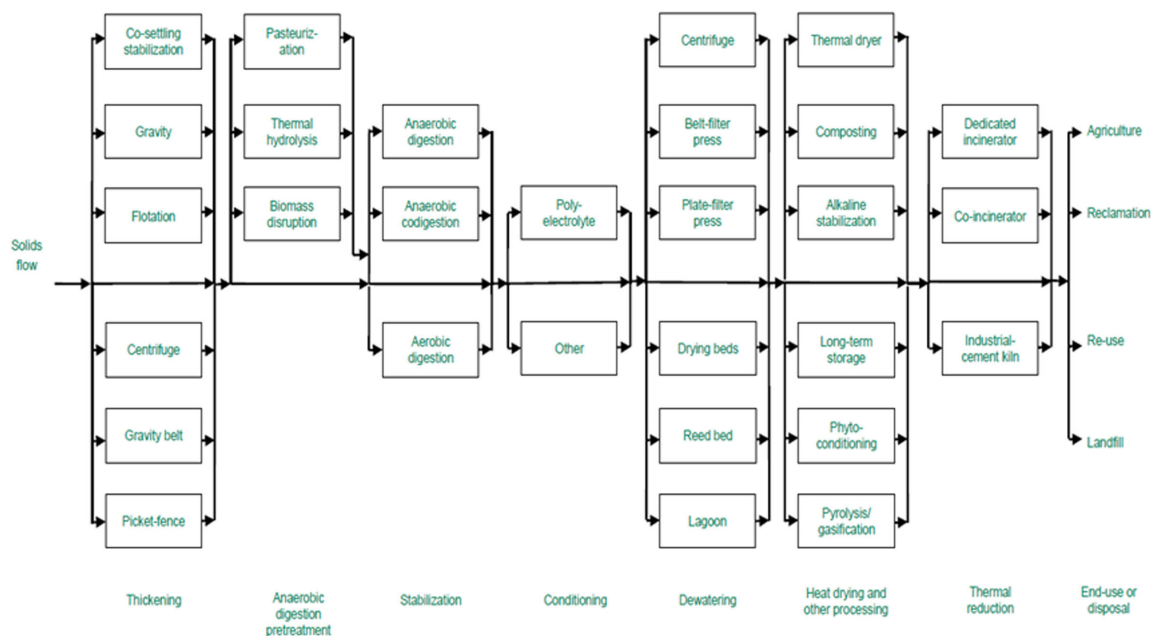 Co-settling
stabilization
Gravity
Flotation
Solids
flow
Centrifuge
Gravity belt
Picket-fence
Thickening
Pasteuriz-
ation
Thermal
hydrolysis
Biomass
disruption
Anaerobic
digestion
pretreatment
Anaerobic
digestion
Anaerobic
codigestion
Aerobic
digestion
Stabilization
Poly-
electrolyte
Other
Conditioning
Centrifuge
Belt-filter
press
Plate-filter
press
Drying beds
Reed bed
Lagoon
Dewatering
Thermal dryer
Composting
Alkaline
stabilization
Long-term
storage
Phyto-
conditioning
Pyrolysis/
gasification
Heat drying and
other processing
Dedicated
incinerator
Co-incinerator
Industrial-
cement kiln
Thermal
reduction
Agriculture
Reclamation
Re-use
Landfill
End-use or
disposal